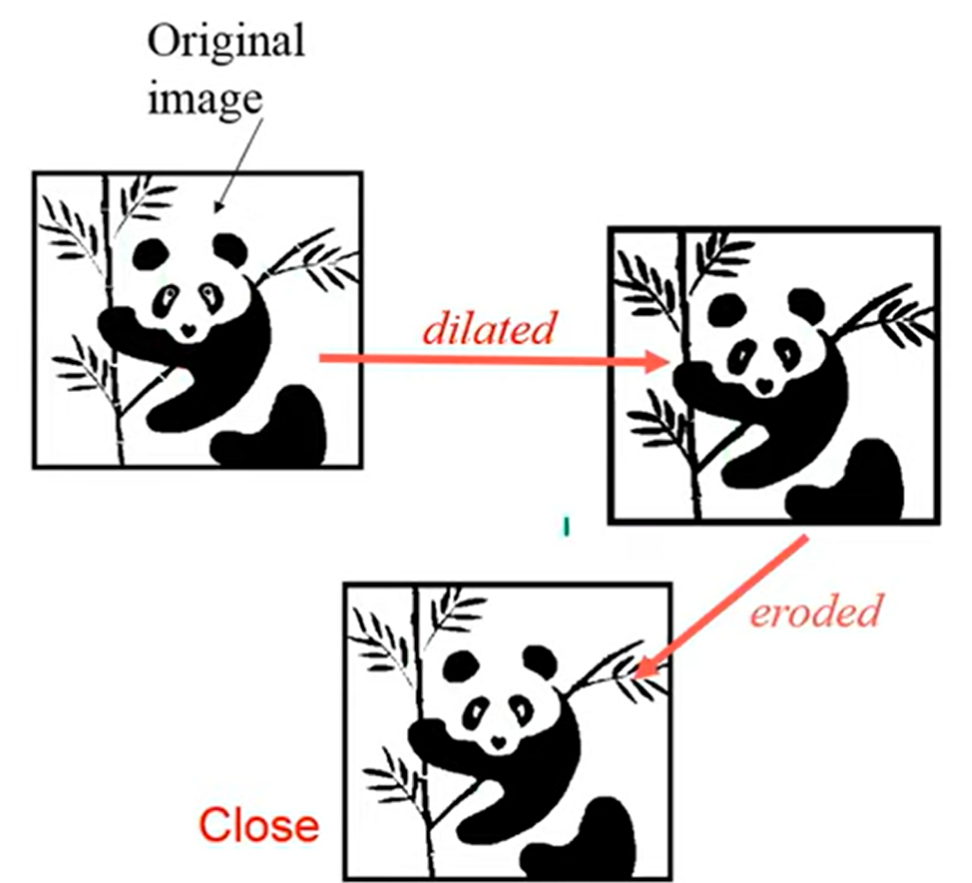 Original
image
dilated
eroded
Close